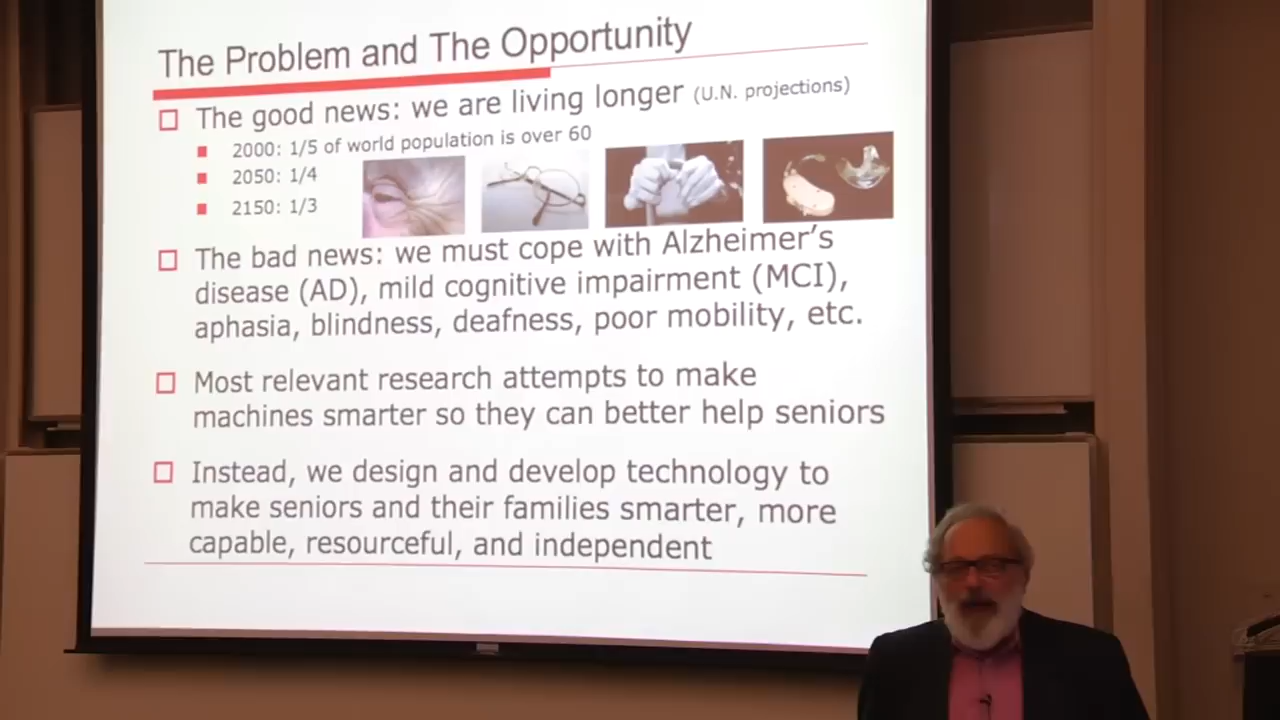 The Problem and The Opportunity
The good news: we are living longer (U.N. projections)
2000: 1/5 of world population is over 60
2050: 1/4
2150: 1/3
The bad news: we must cope with Alzheimer's
disease (AD), mild cognitive impairment (MCI),
aphasia, blindness, deafness, poor mobility, etc.
Most relevant research attempts to make
machines smarter so they can better help seniors
Instead, we design and develop technology to
make seniors and their families smarter, more
capable, resourceful, and independent